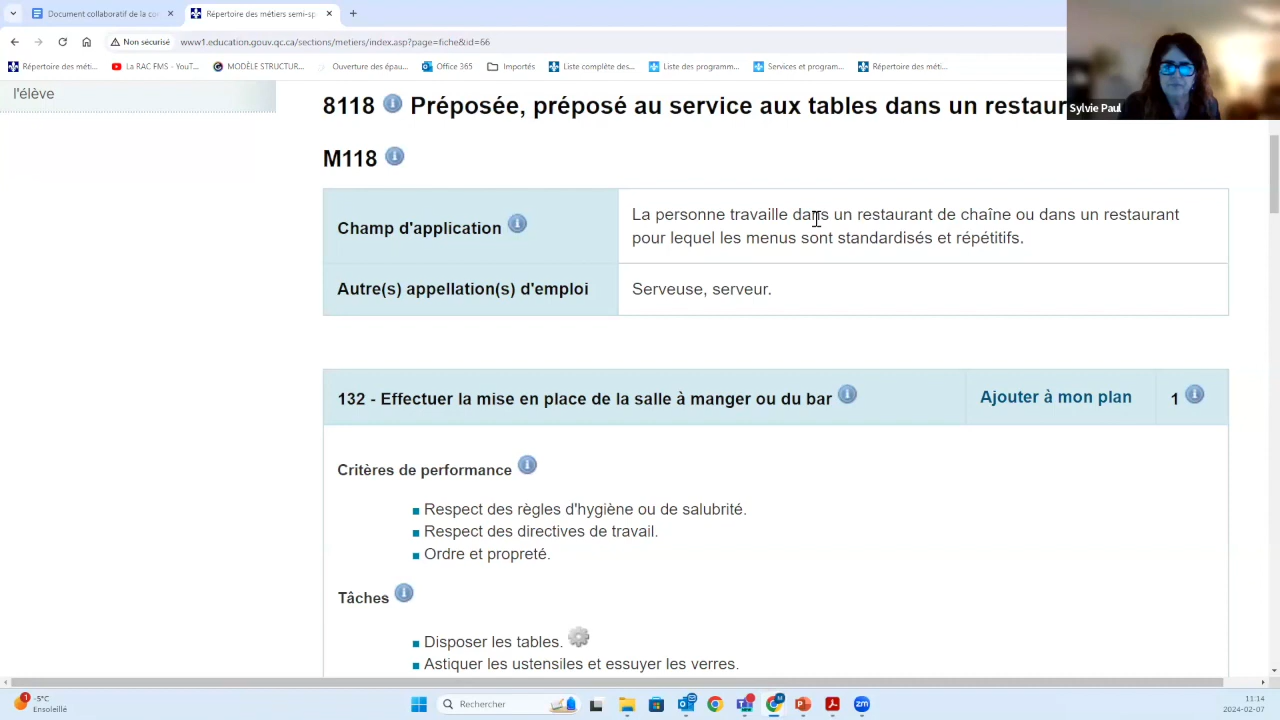 Document collaboratif de la co
Répertoire des métiers semi-sp
Non sécurisé
www1.education.gouv.qc.ca/sections/metiers/index.asp?page=fiche&id=66
Répertoire des méti...
La RAC EMS - YouT...
MODÈLE STRUCTUR...
Ouverture des épau...
Office 365
Importés
Liste complète des...
Liste des programm...
Services et program...
Répertoire des méti...
Sylvie Paul
l'élève
8118 Préposée, préposé au service aux tables dans un restaur
M118
Champ d'application
La personne travaille dans un restaurant de chaîne ou dans un restaurant
pour lequel les menus sont standardisés et répétitifs.
Autre(s) appellation(s) d'emploi
Serveuse, serveur.
132 - Effectuer la mise en place de la salle à manger ou du bar
Ajouter à mon plan
1
Critères de performance
Respect des règles d'hygiène ou de salubrité.
Respect des directives de travail.
Ordre et propreté.
Tâches
Disposer les tables.
Astiquer les ustensiles et essuyer les verres.
1
-5°C
Ensoleillé
Rechercher
11:14
2024-02-07